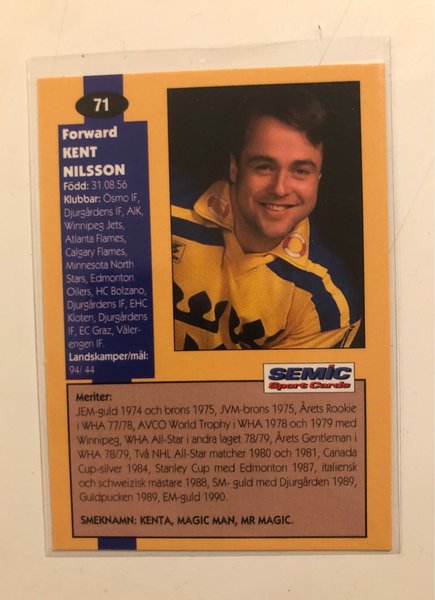 71
Forward
KENT
NILSSON
Född: 31.08.56
Klubbar: Ösmo IF,
Djurgårdens IF, AIK,
Winnipeg Jets,
Atlanta Flames,
Calgary Flames,
Minnesota North
Stars, Edmonton
Oilers, HC Bolzano,
Djurgårdens IF, EHC
Kloten, Djurgårdens
IF, EC Graz, Våler-
engen IF.
Landskamper/mål:
94/ 44
SEMIC
Sport Cards
Meriter:
JEM-guld 1974 och brons 1975, JVM-brons 1975, Årets Rookie
i WHA 77/78, AVCO World Trophy i WHA 1978 och 1979 med
Winnipeg, WHA All-Star i andra laget 78/79, Årets Gentleman i
WHA 78/79, Två NHL All-Star matcher 1980 och 1981, Canada
Cup-silver 1984, Stanley Cup med Edmonton 1987, italiensk
och schweizisk mästare 1988, SM- guld med Djurgården 1989,
Guldpucken 1989, EM-guld 1990.
SMEKNAMN: KENTA, MAGIC MAN, MR MAGIC.